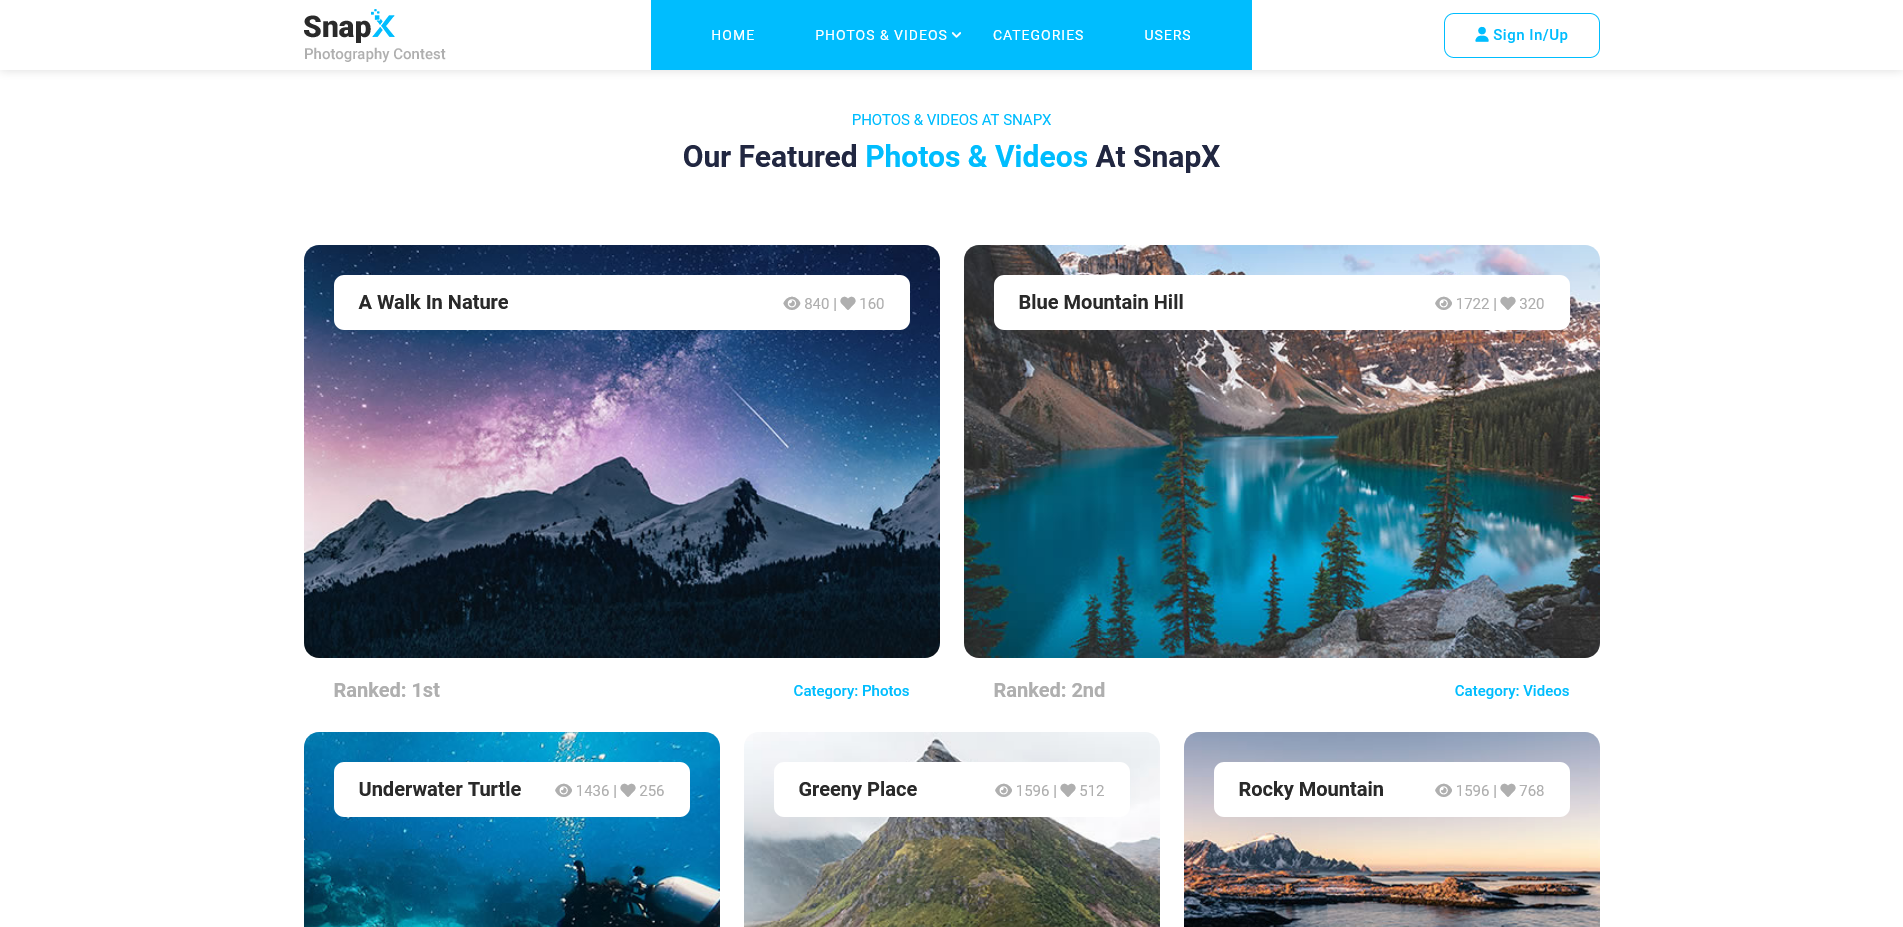 SnapX
Photography Contest
HOME
PHOTOS & VIDEOS
CATEGORIES
USERS
Sign In/Up
PHOTOS & VIDEOS AT SNAPX
Our Featured Photos & Videos At SnapX
A Walk In Nature
840 | 160
Blue Mountain Hill
1722 | 320
Ranked: 1st
Category: Photos
Ranked: 2nd
Category: Videos
Underwater Turtle
1436 | 256
Greeny Place
1596 | 512
Rocky Mountain
1596 | 768